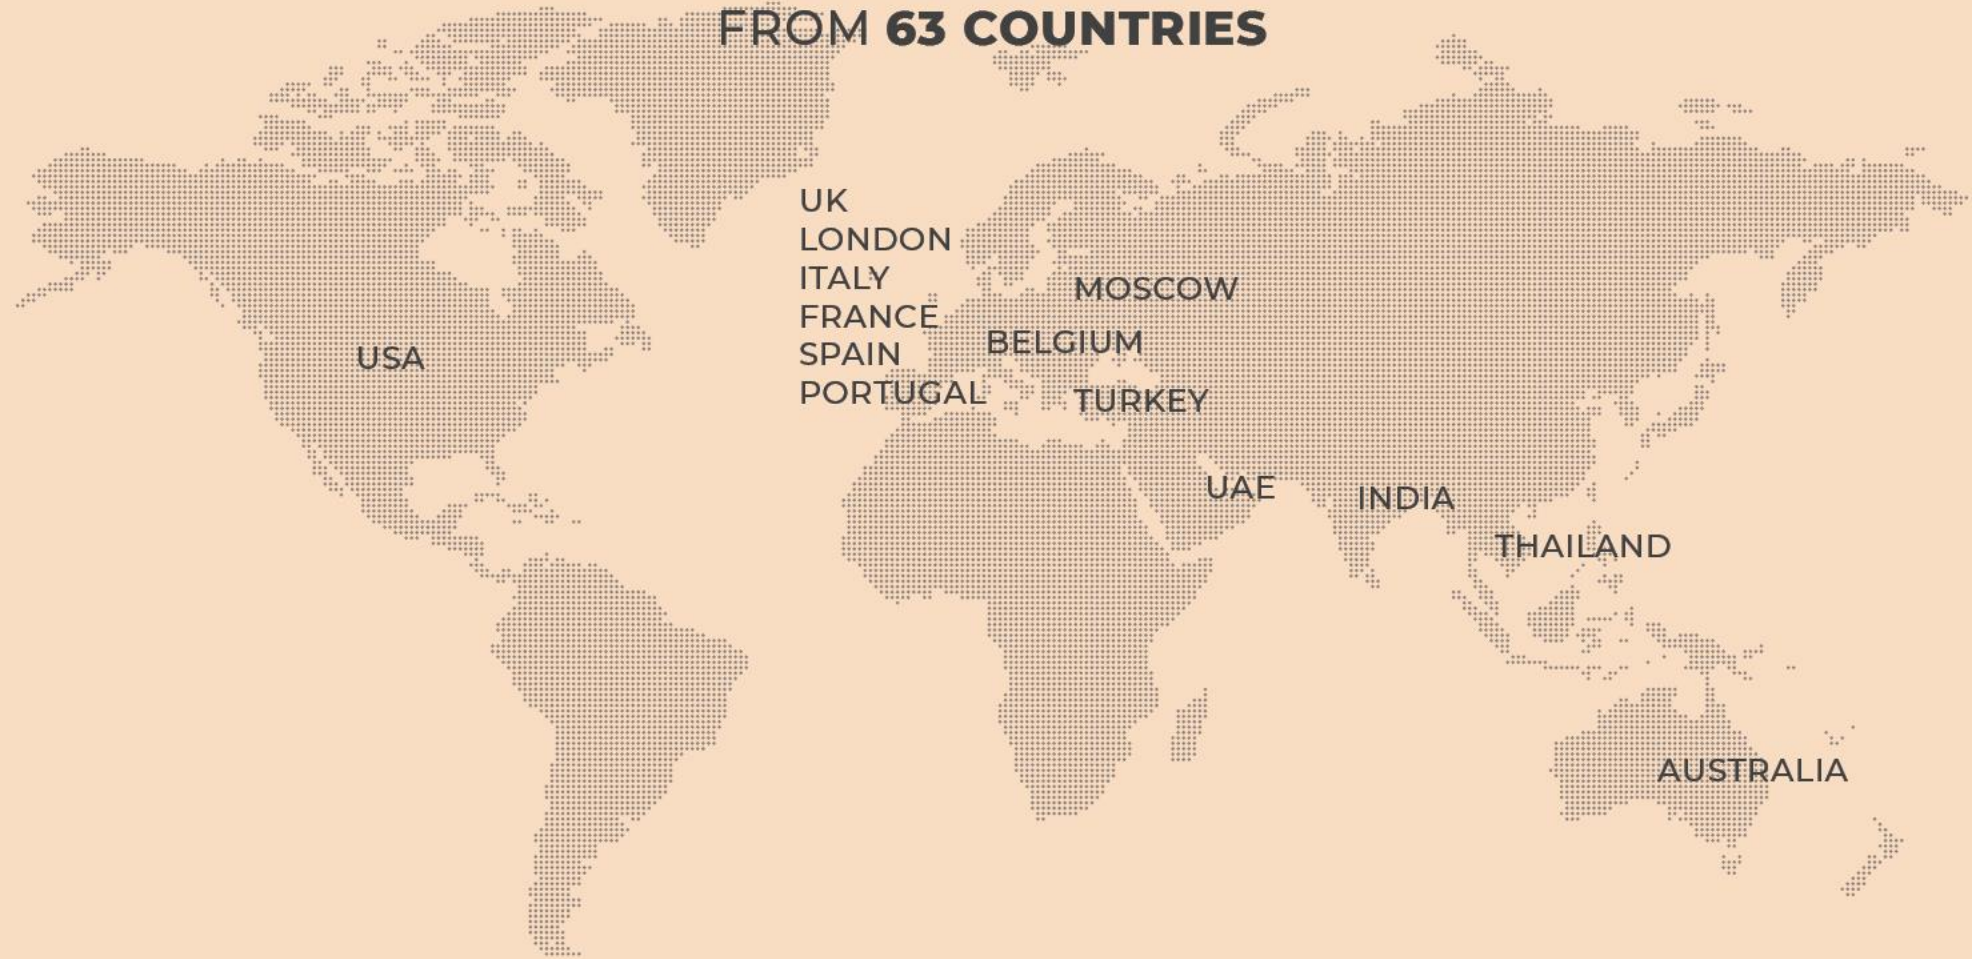 FROM 63 COUNTRIES
UK
LONDON
ITALY
FRANCE
SPAIN
PORTUGAL
MOSCOW
BELGIUM
TURKEY
USA
UAE
INDIA
THAILAND
AUSTRALIA